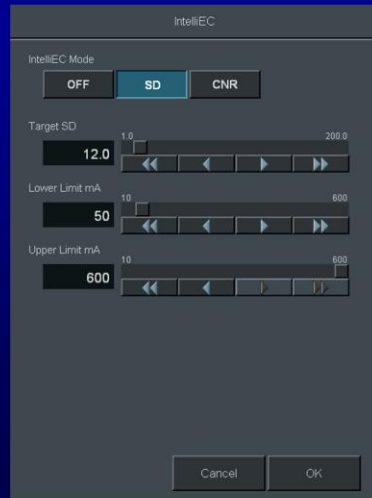 IntelliEC
IntelliEC Mode
OFF SD CNR
Target SD
1.0 200.0
12.0
Lower Limit mA
10 600
50
Upper Limit mA
10 600
600
Cancel OK